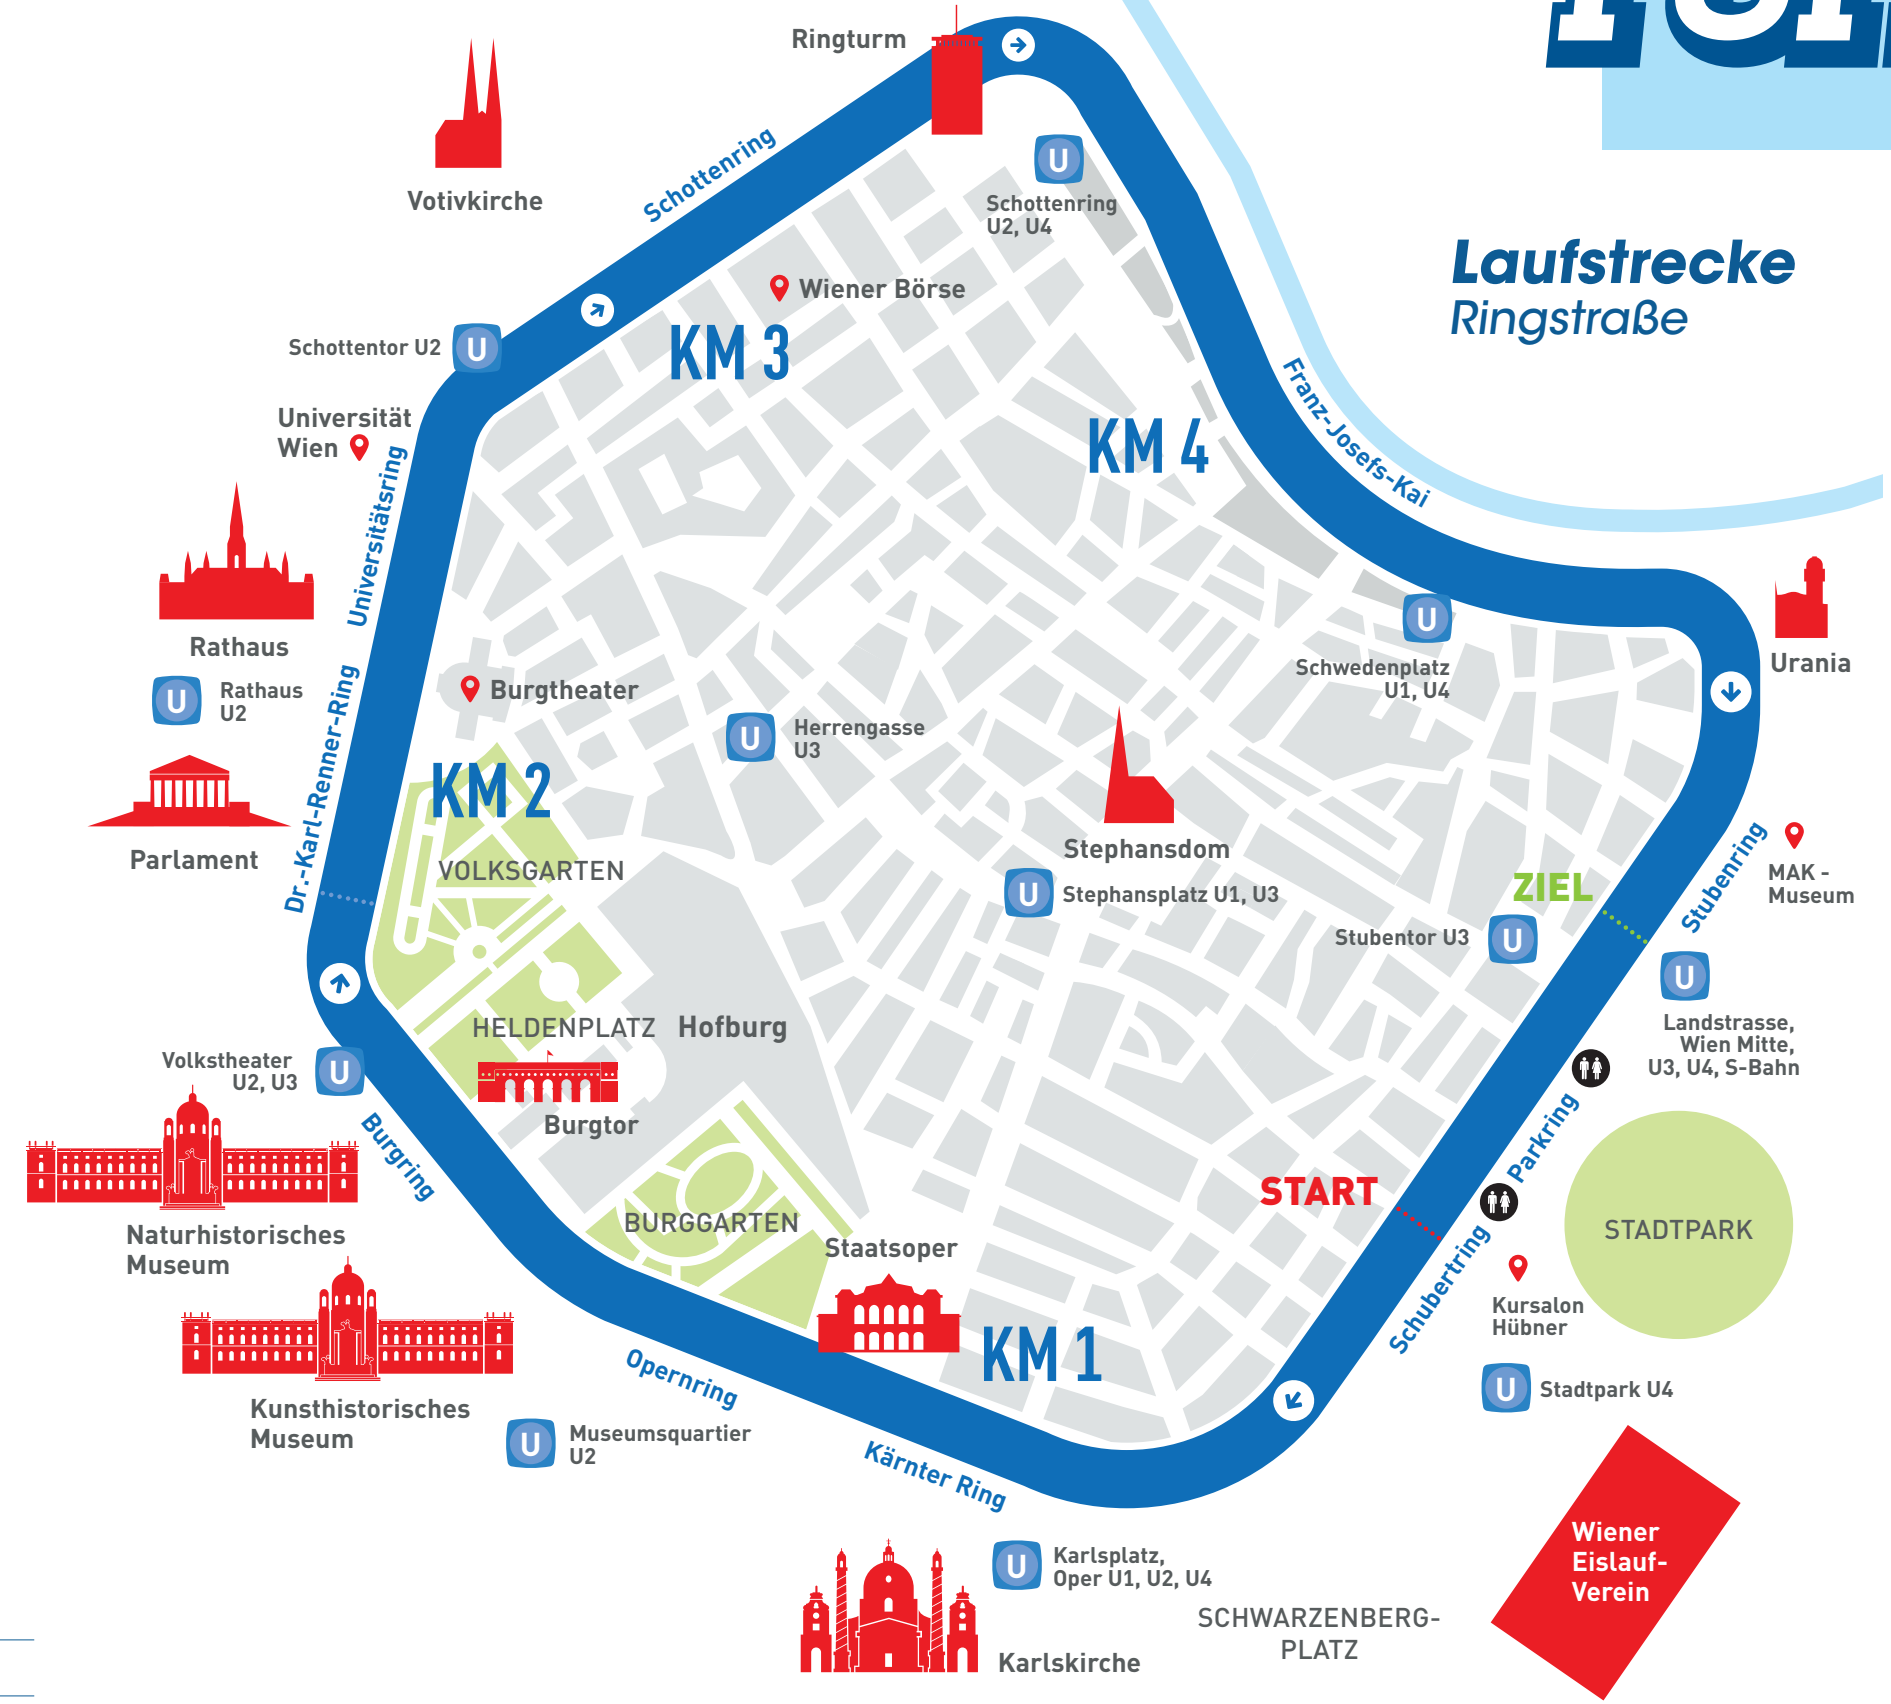 Ringturm
Votivkirche
Schottenring
Schottenring
U2, U4
Laufstrecke
Ringstraße
Wiener Börse
KM 3
Schottentor U2
U
U
Universität
Wien
Universitätsring
KM 4
Franz-Josefs-Kai
Rathaus
U
Rathaus
U2
Burgtheater
Dr.-Karl-Renner-Ring
U
Herrengasse
U3
U
Schwedenplatz
U1, U4
Urania
Parlament
KM 2
VOLKSGARTEN
Stephansdom
U
Stephansplatz U1, U3
ZIEL
Stubentor U3
U
Stubenring
MAK -
Museum
U
Landstrasse,
Wien Mitte,
U3, U4, S-Bahn
HELDENPLATZ
Hofburg
Burgtor
Volkstheater
U2, U3
U
Burgring
Naturhistorisches
Museum
BURGGARTEN
Staatsoper
START
Parkring
Schubertring
STADTPARK
Kursalon
Hübner
U
Stadtpark U4
KM 1
Opernring
Kärnter Ring
Kunsthistorisches
Museum
U
Museumsquartier
U2
U
Karlsplatz,
Oper U1, U2, U4
Karlskirche
SCHWARZENBERG-
PLATZ
Wiener
Eislauf-
Verein